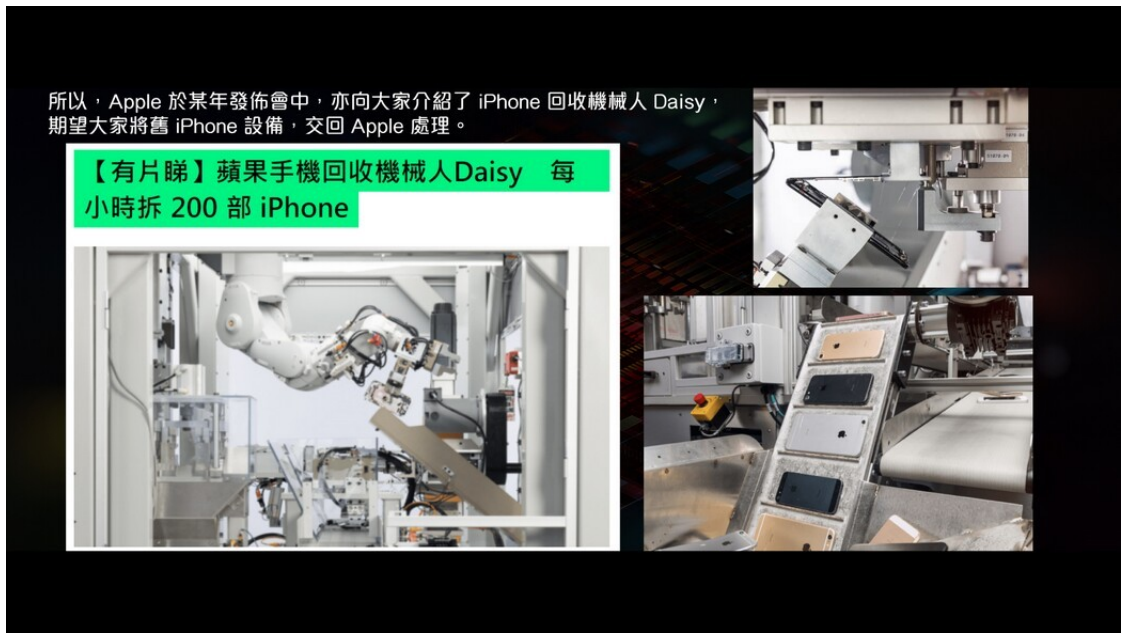 所以，Apple 於某年發佈會中，亦向大家介紹了 iPhone 回收機械人 Daisy，
期望大家將舊 iPhone 設備，交回 Apple 處理。
【有片睇】蘋果手機回收機械人Daisy　每
小時拆 200 部 iPhone